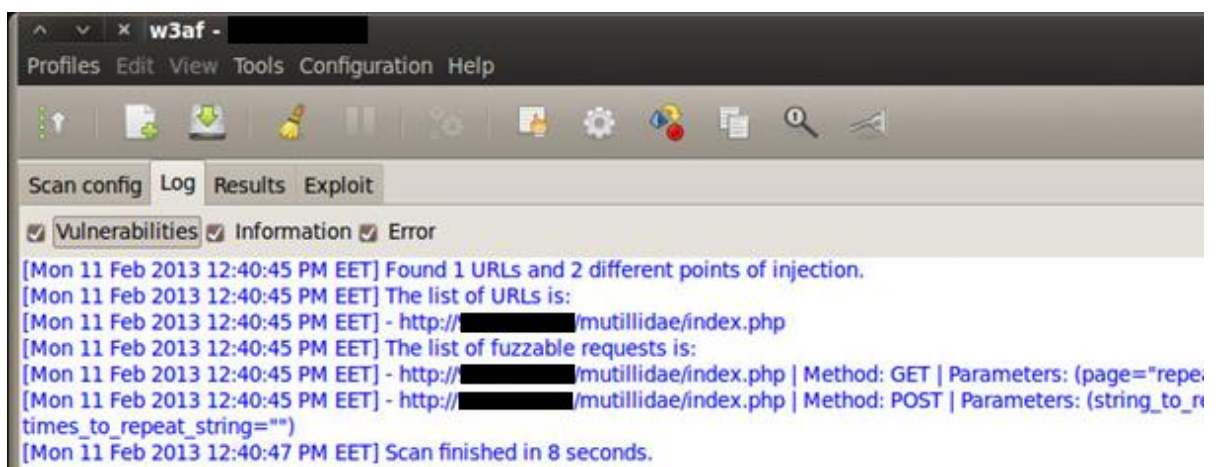 w3af -
Profiles Edit View Tools Configuration Help
Scan config Log Results Exploit
Vulnerabilities Information Error
[Mon 11 Feb 2013 12:40:45 PM EET] Found 1 URLs and 2 different points of injection.
[Mon 11 Feb 2013 12:40:45 PM EET] The list of URLs is:
[Mon 11 Feb 2013 12:40:45 PM EET] - http:// /mutillidae/index.php
[Mon 11 Feb 2013 12:40:45 PM EET] The list of fuzzable requests is:
[Mon 11 Feb 2013 12:40:45 PM EET] - http:// /mutillidae/index.php | Method: GET | Parameters: (page="repea
[Mon 11 Feb 2013 12:40:45 PM EET] - http:// /mutillidae/index.php | Method: POST | Parameters: (string_to_re
times_to_repeat_string="")
[Mon 11 Feb 2013 12:40:47 PM EET] Scan finished in 8 seconds.